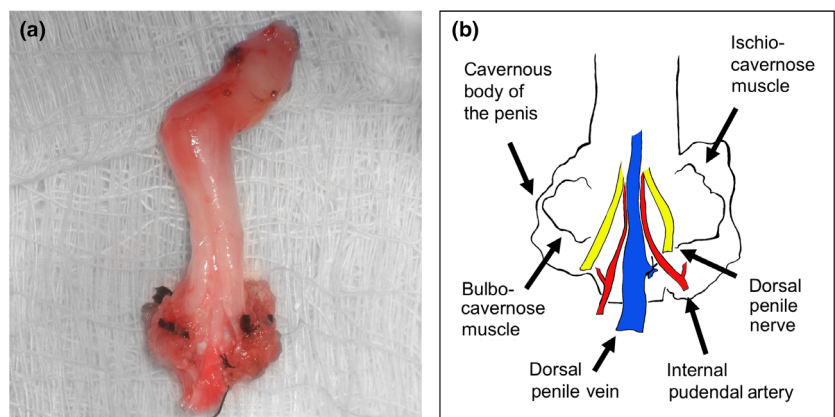 (a)
(b)
Cavernous
body of
the penis
Ischio-
cavernose
muscle
Bulbo-
cavernose
muscle
Dorsal
penile nerve
Dorsal
penile vein
Internal
pudendal artery